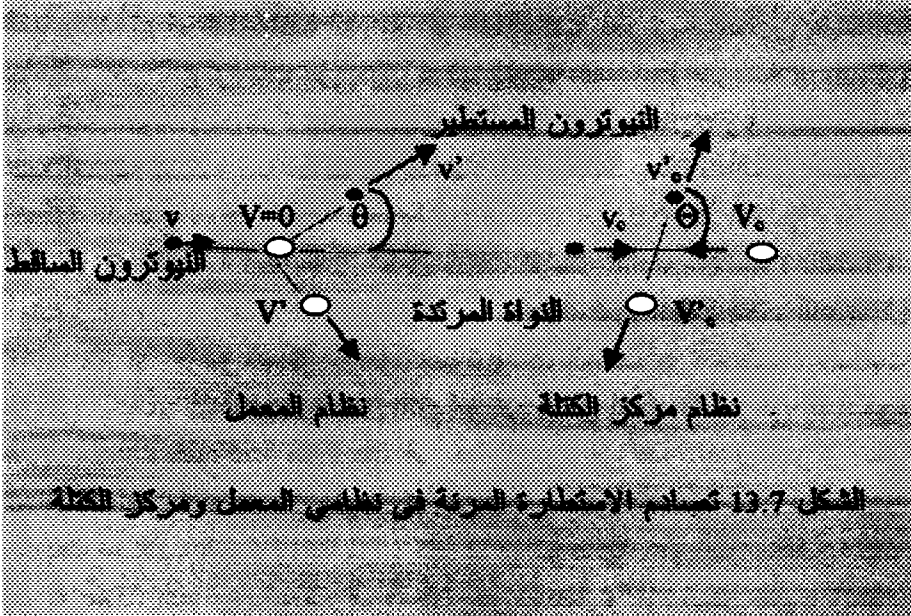 النيوترون المستطير
v'
v'c
v
V=0
θ
vc
Θ
Vc
النيوترون الساقط
V'
النواة المرتدة
V'c
نظام المعمل
نظام مركز الكتلة
الشكل 13.7 تصادم الاستطارة المرنة في نظامي المعمل ومركز الكتلة